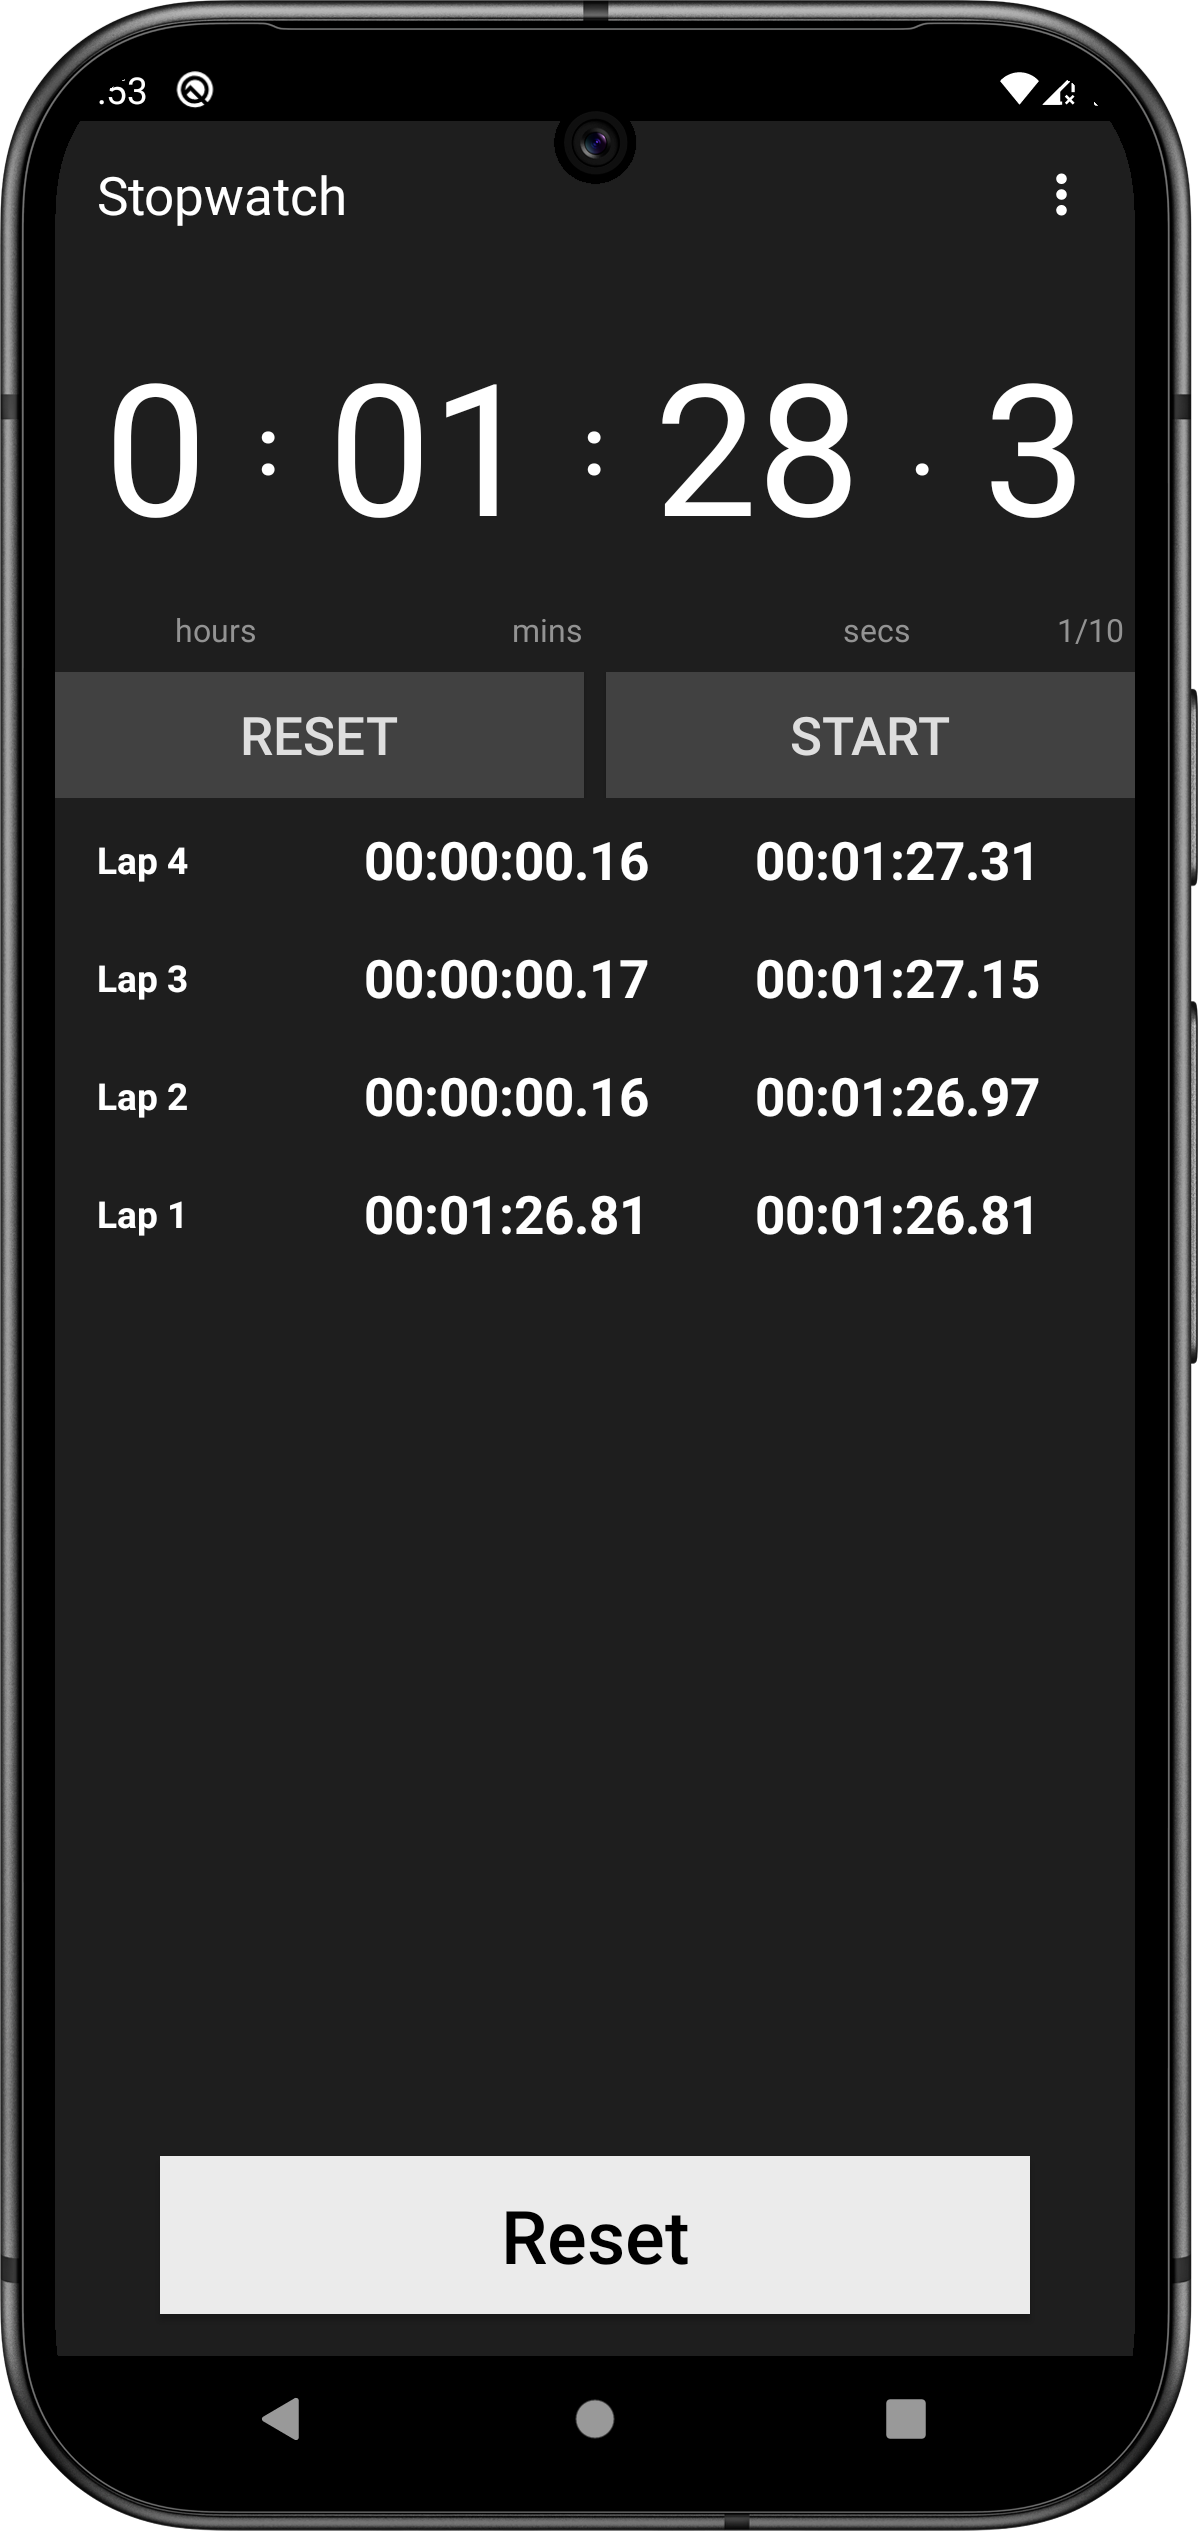 :53
Stopwatch
0 : 01 : 28 . 3
hours mins secs 1/10
RESET START
Lap 4 00:00:00.16 00:01:27.31
Lap 3 00:00:00.17 00:01:27.15
Lap 2 00:00:00.16 00:01:26.97
Lap 1 00:01:26.81 00:01:26.81
Reset